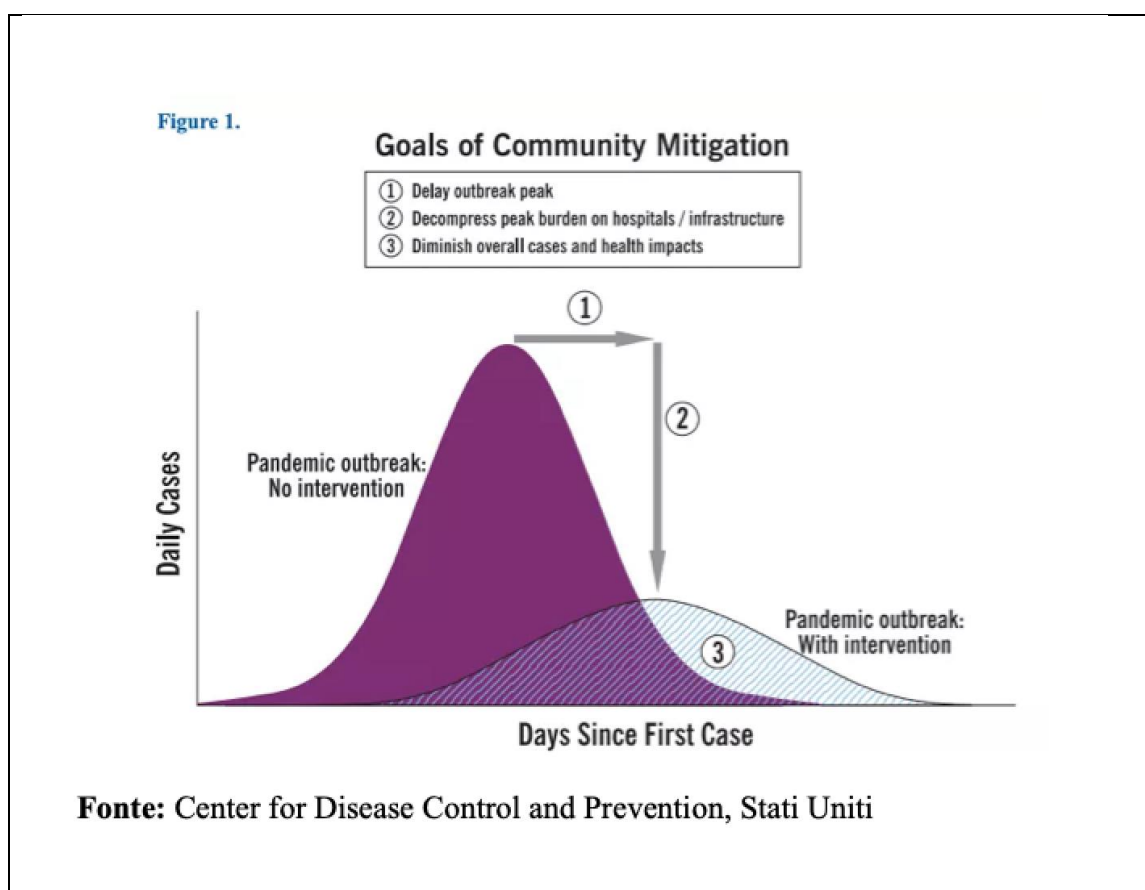 Figure 1.
Goals of Community Mitigation
① Delay outbreak peak
② Decompress peak burden on hospitals / infrastructure
③ Diminish overall cases and health impacts
①
②
Pandemic outbreak:
No intervention
Daily Cases
③
Pandemic outbreak:
With intervention
Days Since First Case
Fonte: Center for Disease Control and Prevention, Stati Uniti